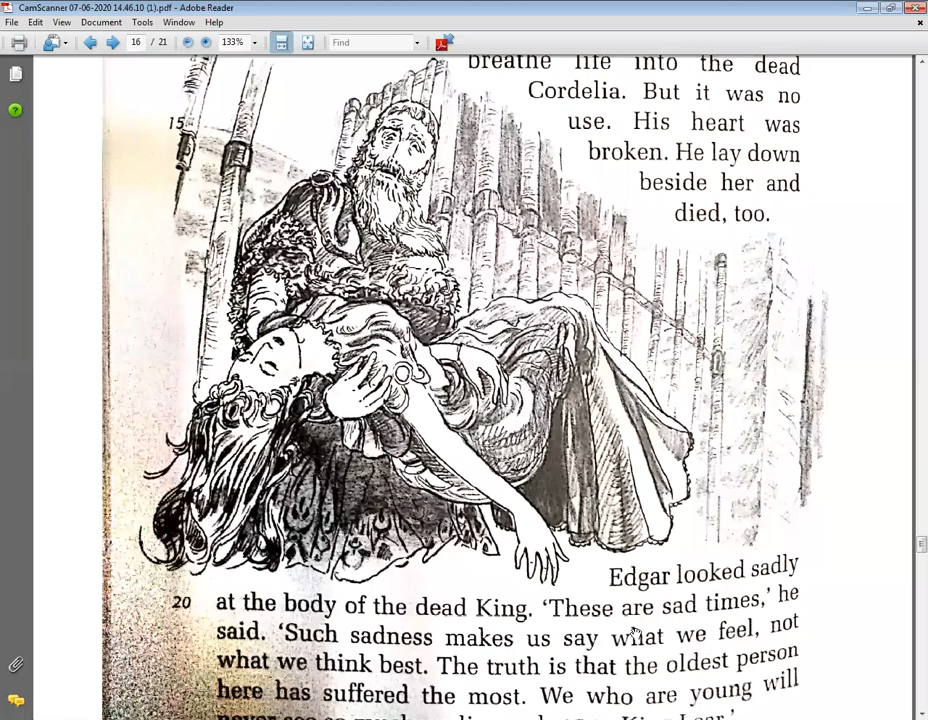 CamScanner 07-06-2020 14.46.10 (1).pdf - Adobe Reader
File Edit View Document Tools Window Help
16 / 21 133% Find
breathe life into the dead
Cordelia. But it was no
15
use. His heart was
broken. He lay down
beside her and
died, too.
Edgar looked sadly
20 at the body of the dead King. ‘These are sad times,’ he
said. ‘Such sadness makes us say what we feel, not
what we think best. The truth is that the oldest person
here has suffered the most. We who are young will
King Lear.’